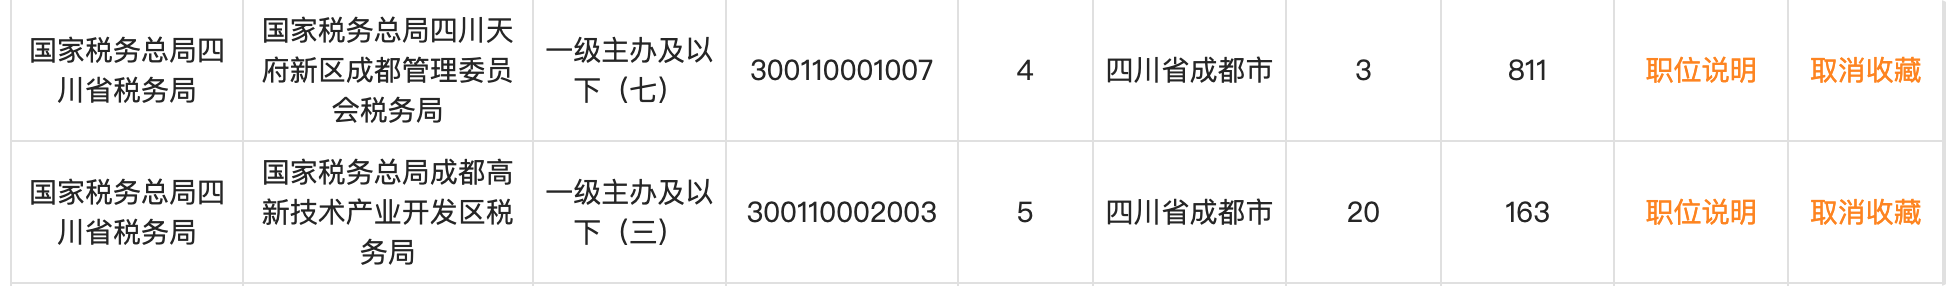 国家税务总局四
川省税务局
国家税务总局四川天
府新区成都管理委员
会税务局
一级主办及以
下（七）
300110001007
4
四川省成都市
3
811
职位说明
取消收藏
国家税务总局四
川省税务局
国家税务总局成都高
新技术产业开发区税
务局
一级主办及以
下（三）
300110002003
5
四川省成都市
20
163
职位说明
取消收藏